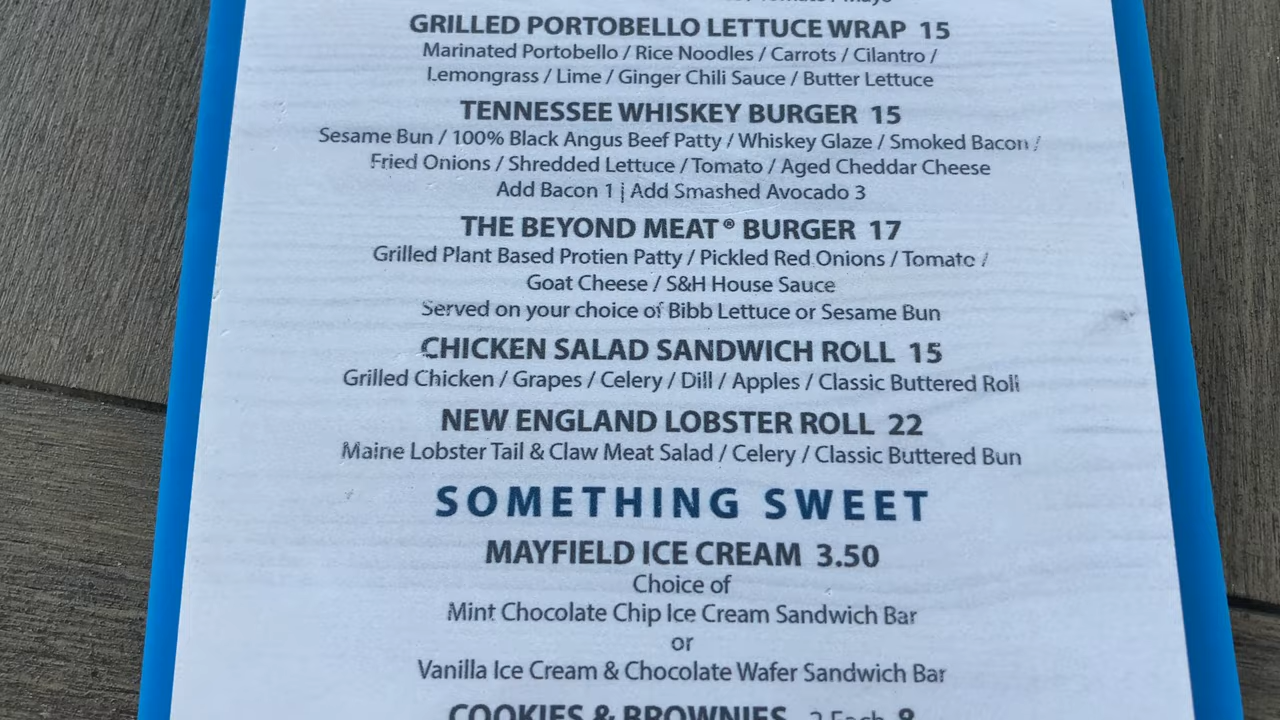 GRILLED PORTOBELLO LETTUCE WRAP 15
Marinated Portobello / Rice Noodles / Carrots / Cilantro /
Lemongrass / Lime / Ginger Chili Sauce / Butter Lettuce
TENNESSEE WHISKEY BURGER 15
Sesame Bun / 100% Black Angus Beef Patty / Whiskey Glaze / Smoked Bacon /
Fried Onions / Shredded Lettuce / Tomato / Aged Cheddar Cheese
Add Bacon 1 | Add Smashed Avocado 3
THE BEYOND MEAT® BURGER 17
Grilled Plant Based Protien Patty / Pickled Red Onions / Tomato /
Goat Cheese / S&H House Sauce
Served on your choice of Bibb Lettuce or Sesame Bun
CHICKEN SALAD SANDWICH ROLL 15
Grilled Chicken / Grapes / Celery / Dill / Apples / Classic Buttered Roll
NEW ENGLAND LOBSTER ROLL 22
Maine Lobster Tail & Claw Meat Salad / Celery / Classic Buttered Bun
SOMETHING SWEET
MAYFIELD ICE CREAM 3.50
Choice of
Mint Chocolate Chip Ice Cream Sandwich Bar
or
Vanilla Ice Cream & Chocolate Wafer Sandwich Bar
COOKIES & BROWNIES 2 Each 8